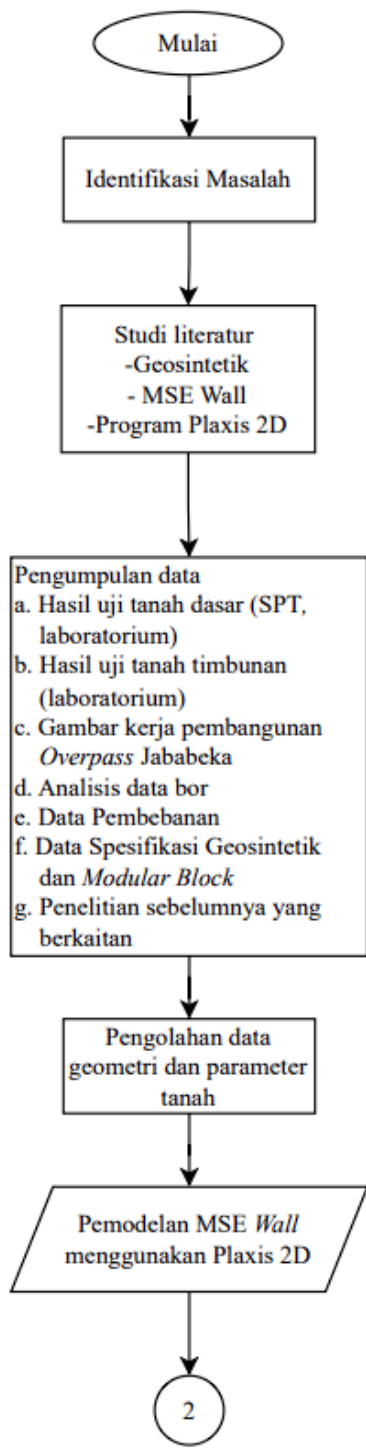 Mulai
Identifikasi Masalah
Studi literatur
-Geosintetik
- MSE Wall
-Program Plaxis 2D
Pengumpulan data
a. Hasil uji tanah dasar (SPT,
laboratorium)
b. Hasil uji tanah timbunan
(laboratorium)
c. Gambar kerja pembangunan
Overpass Jababeka
d. Analisis data bor
e. Data Pembebanan
f. Data Spesifikasi Geosintetik
dan Modular Block
g. Penelitian sebelumnya yang
berkaitan
Pengolahan data
geometri dan parameter
tanah
Pemodelan MSE Wall
menggunakan Plaxis 2D
2